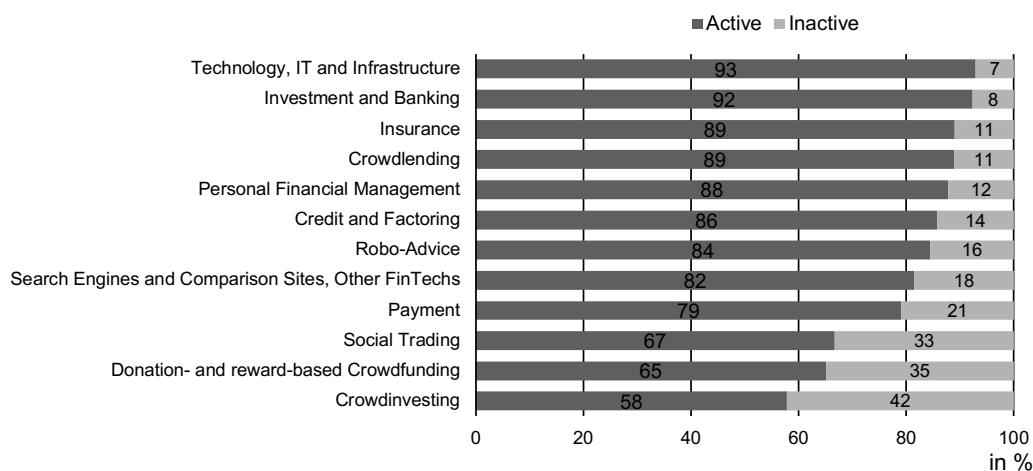 Active Inactive
Technology, IT and Infrastructure 93 7
Investment and Banking 92 8
Insurance 89 11
Crowdlending 89 11
Personal Financial Management 88 12
Credit and Factoring 86 14
Robo-Advice 84 16
Search Engines and Comparison Sites, Other FinTechs 82 18
Payment 79 21
Social Trading 67 33
Donation- and reward-based Crowdfunding 65 35
Crowdinvesting 58 42
0 20 40 60 80 100
in %